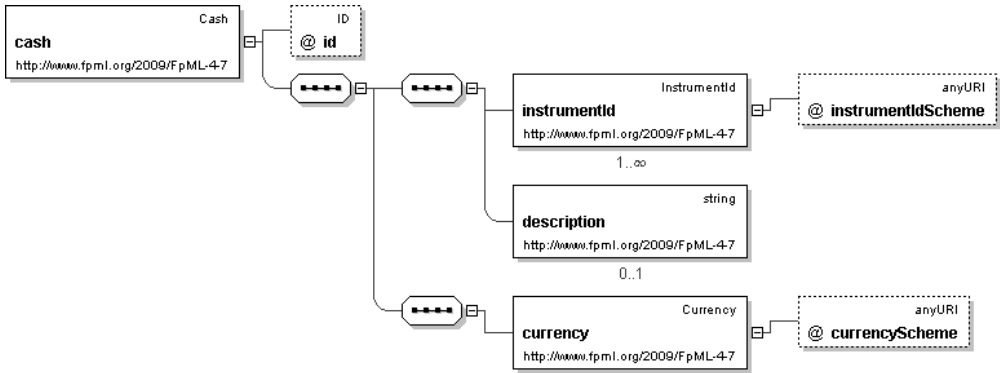 Cash
cash
http://www.fpml.org/2009/FpML-4-7
ID
@ id
InstrumentId
instrumentId
http://www.fpml.org/2009/FpML-4-7
1..∞
anyURI
@ instrumentIdScheme
string
description
http://www.fpml.org/2009/FpML-4-7
0..1
Currency
currency
http://www.fpml.org/2009/FpML-4-7
anyURI
@ currencyScheme